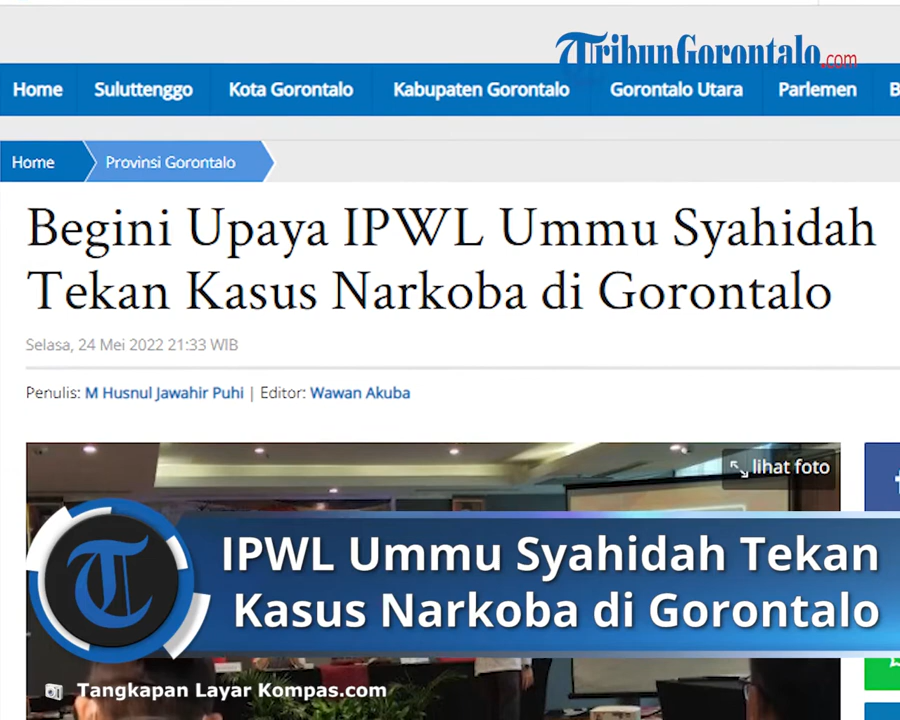 TribunGorontalo.com
Home Suluttenggo Kota Gorontalo Kabupaten Gorontalo Gorontalo Utara Parlemen B
Home Provinsi Gorontalo
Begini Upaya IPWL Ummu Syahidah
Tekan Kasus Narkoba di Gorontalo
Selasa, 24 Mei 2022 21:33 WIB
Penulis: M Husnul Jawahir Puhi | Editor: Wawan Akuba
lihat foto
T
IPWL Ummu Syahidah Tekan
Kasus Narkoba di Gorontalo
Tangkapan Layar Kompas.com